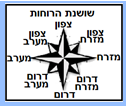 שושנת הרוחות
צפון
צפון מזרח
צפון מערב
מזרח
מערב
דרום מזרח
דרום מערב
דרום